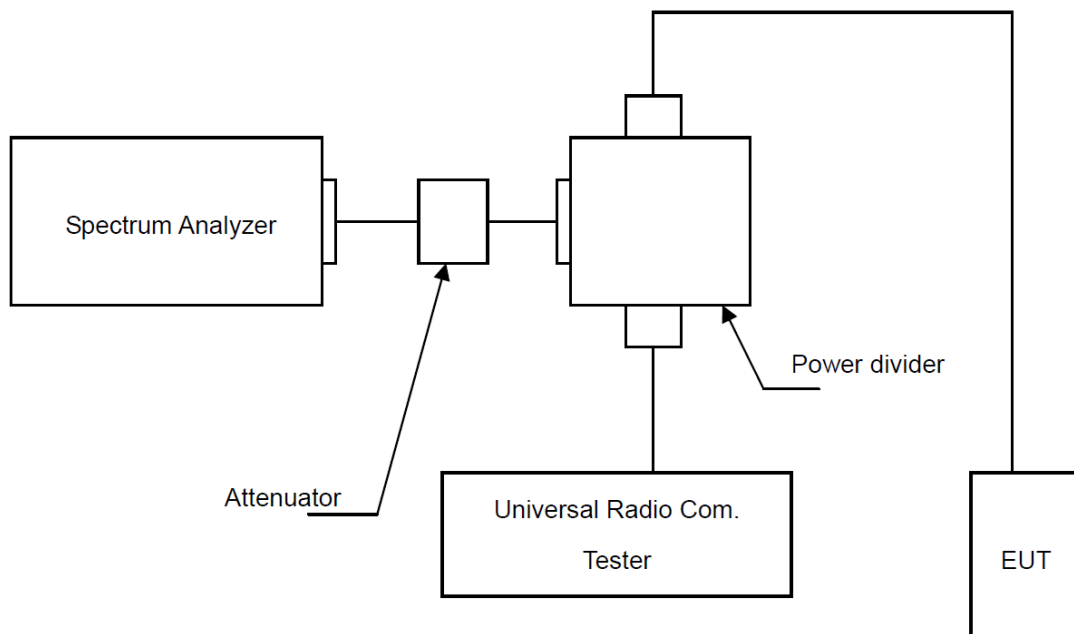 Spectrum Analyzer
Power divider
Attenuator
Universal Radio Com.
Tester
EUT